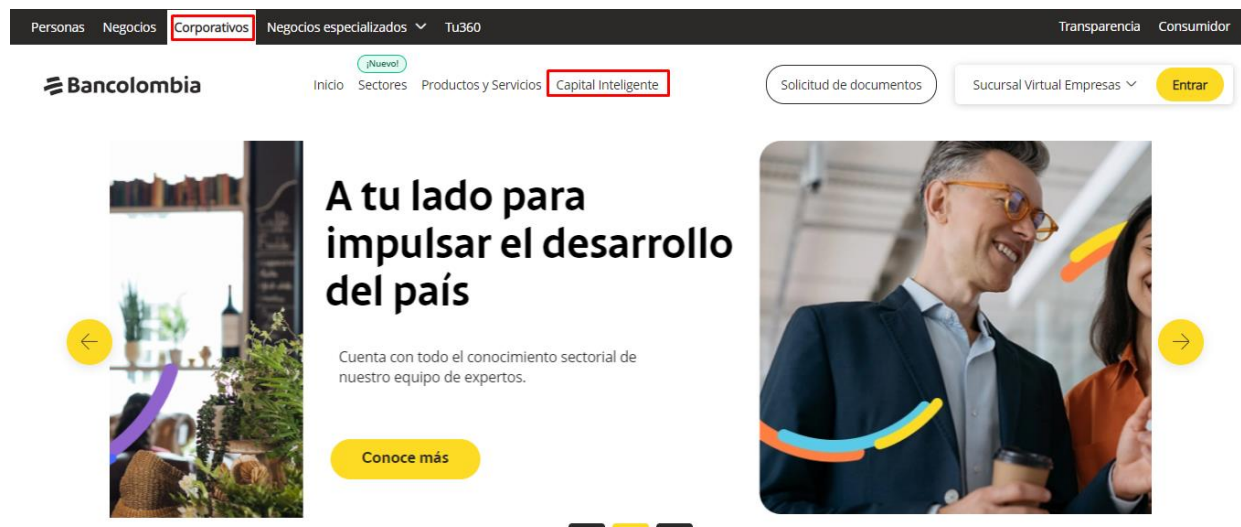 Personas Negocios Corporativos Negocios especializados Tu360 Transparencia Consumidor
¡Nuevo!
Bancolombia Inicio Sectores Productos y Servicios Capital Inteligente Solicitud de documentos Sucursal Virtual Empresas Entrar
A tu lado para
impulsar el desarrollo
del país
Cuenta con todo el conocimiento sectorial de
nuestro equipo de expertos.
Conoce más